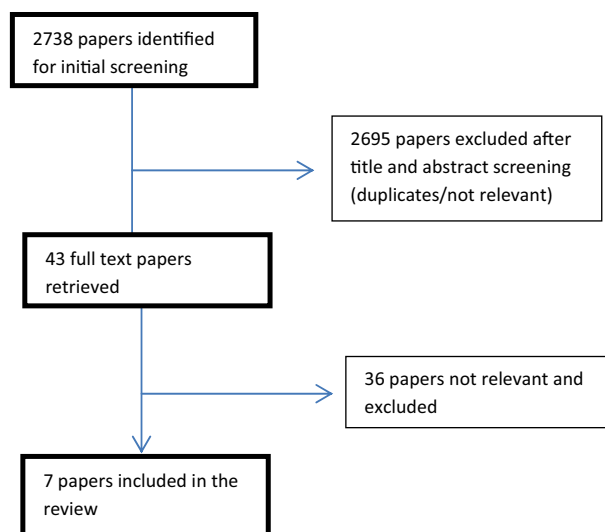 2738 papers identified
for initial screening
2695 papers excluded after
title and abstract screening
(duplicates/not relevant)
43 full text papers
retrieved
36 papers not relevant and
excluded
7 papers included in the
review